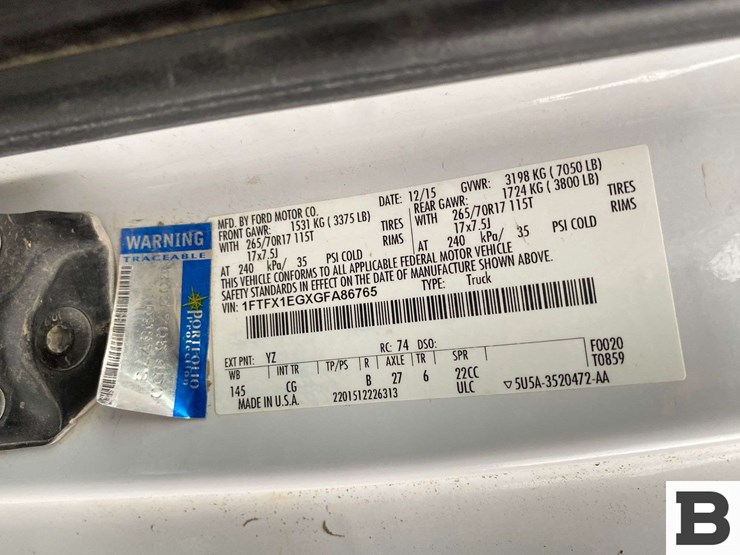 MFD. BY FORD MOTOR CO. DATE: 12/15 GVWR: 3198 KG ( 7050 LB)
FRONT GAWR: 1531 KG ( 3375 LB) REAR GAWR: 1724 KG ( 3800 LB)
WITH 265/70R17 115T TIRES WITH 265/70R17 115T TIRES
17x7.5J RIMS 17x7.5J RIMS
AT 240 kPa/ 35 PSI COLD AT 240 kPa/ 35 PSI COLD
THIS VEHICLE CONFORMS TO ALL APPLICABLE FEDERAL MOTOR VEHICLE
SAFETY STANDARDS IN EFFECT ON THE DATE OF MANUFACTURE SHOWN ABOVE.
VIN: 1FTFX1EGXGFA86765 TYPE: Truck
EXT PNT: YZ RC: 74 DSO: F0020
WB INT TR TP/PS R AXLE TR SPR T0859
145 CG B 27 6 22CC
MADE IN U.S.A. 2201512226313 ULC ▽5U5A-3520472-AA
WARNING
TRACEABLE
PORTFOLIO
Protection
B